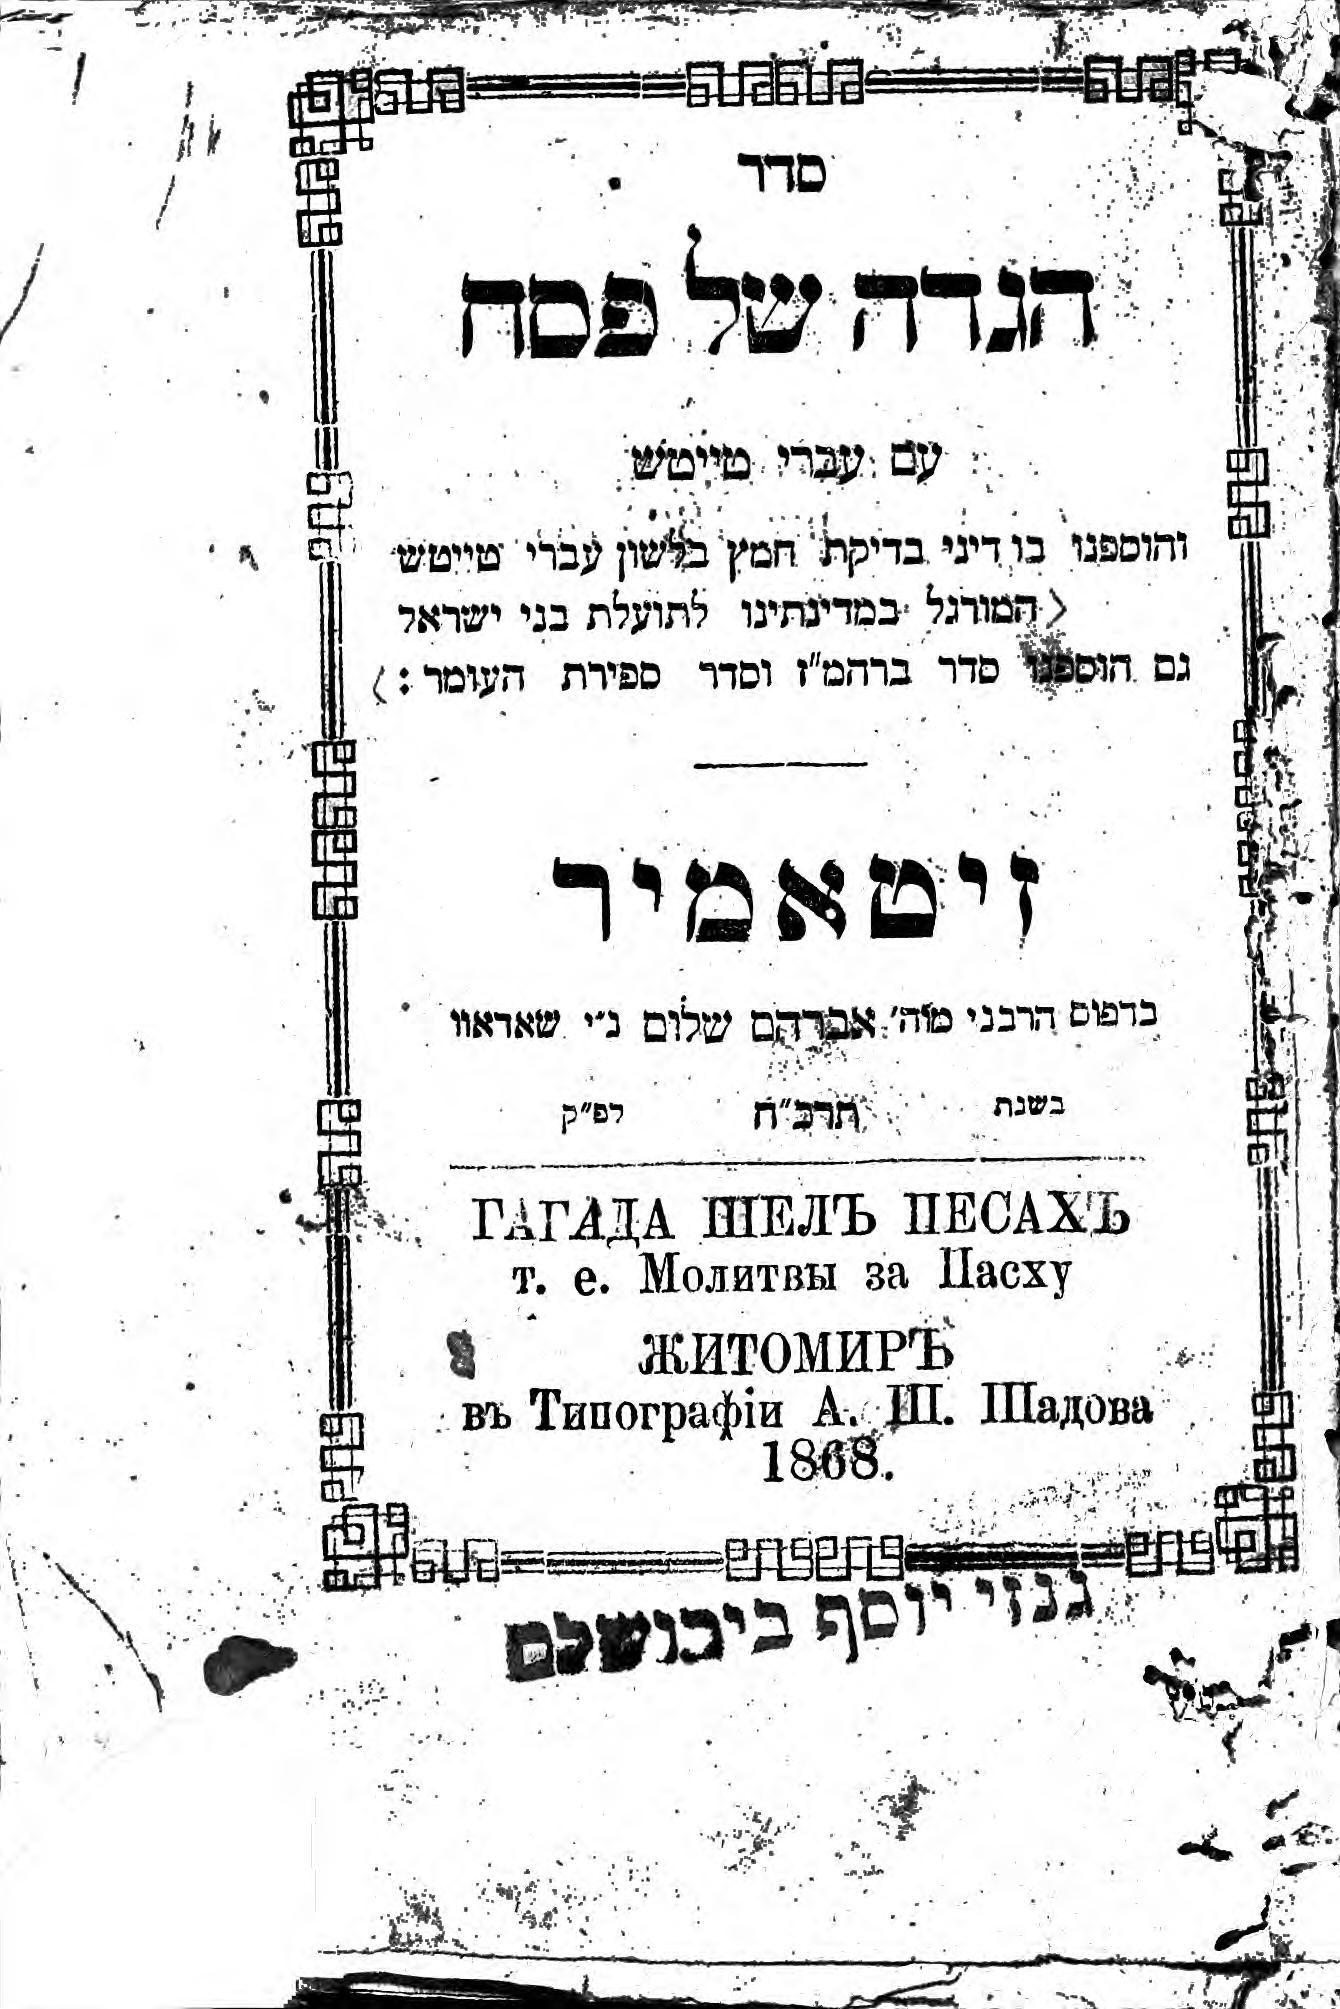 סדר
הגדה של פסח
עם עברי טייטש
והוספנו בו דיני בדיקת חמץ בלשון עברי טייטש
המורגל במדינתינו לתועלת בני ישראל
גם הוספנו סדר ברהמ"ז וסדר ספירת העומר:
זיטאמיר
בדפוס הרבני מוה' אברהם שלום נ"י שאדאוו
בשנת תרכ"ח לפ"ק
ГАГАДА ШЕЛЪ ПЕСАХЪ
т. е. Молитвы за Пасху
ЖИТОМИРЪ
въ Типографіи А. Ш. Шадова
1868.
גנזי יוסף בירושלם